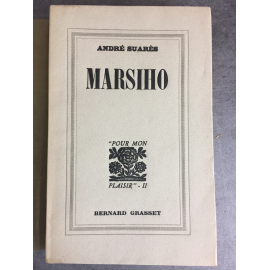 ANDRÉ SUARÈS
MARSIHO
"POUR MON
PLAISIR" - II
BERNARD GRASSET